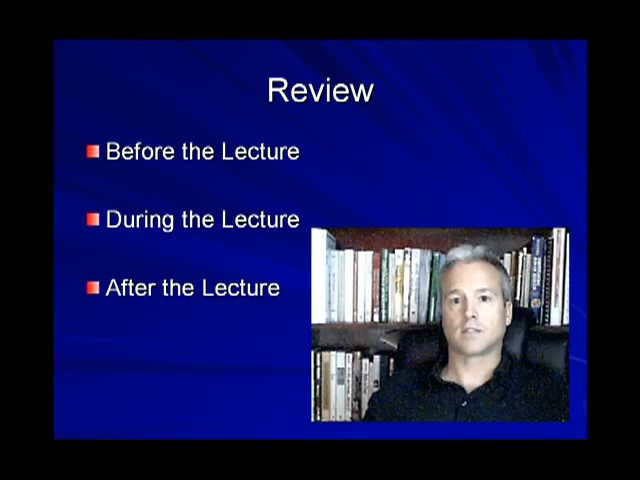 Review
Before the Lecture
During the Lecture
After the Lecture